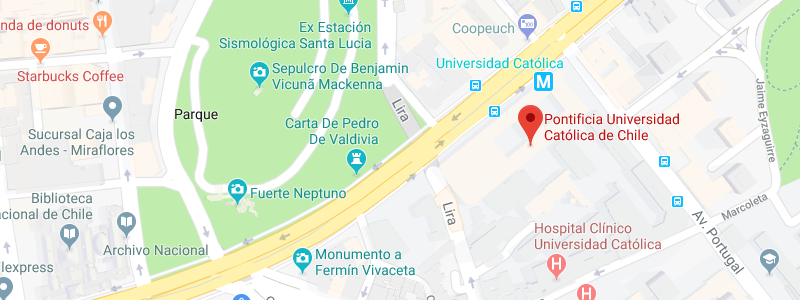 nda de donuts
Starbucks Coffee
Sucursal Caja los
Andes - Miraflores
Biblioteca
nacional de Chile
Archivo Nacional
lexpress
Parque
Ex Estación
Sismológica Santa Lucia
Sepulcro De Benjamin
Vicunã Mackenna
Carta De Pedro
De Valdivia
Fuerte Neptuno
Monumento a
Fermín Vivaceta
Lira
Coopeuch
Universidad Católica
M
Pontificia Universidad
Católica de Chile
Lira
Hospital Clínico
Universidad Católica
H
H
Jaime Eyzaguirre
Marcoleta
Av. Portugal